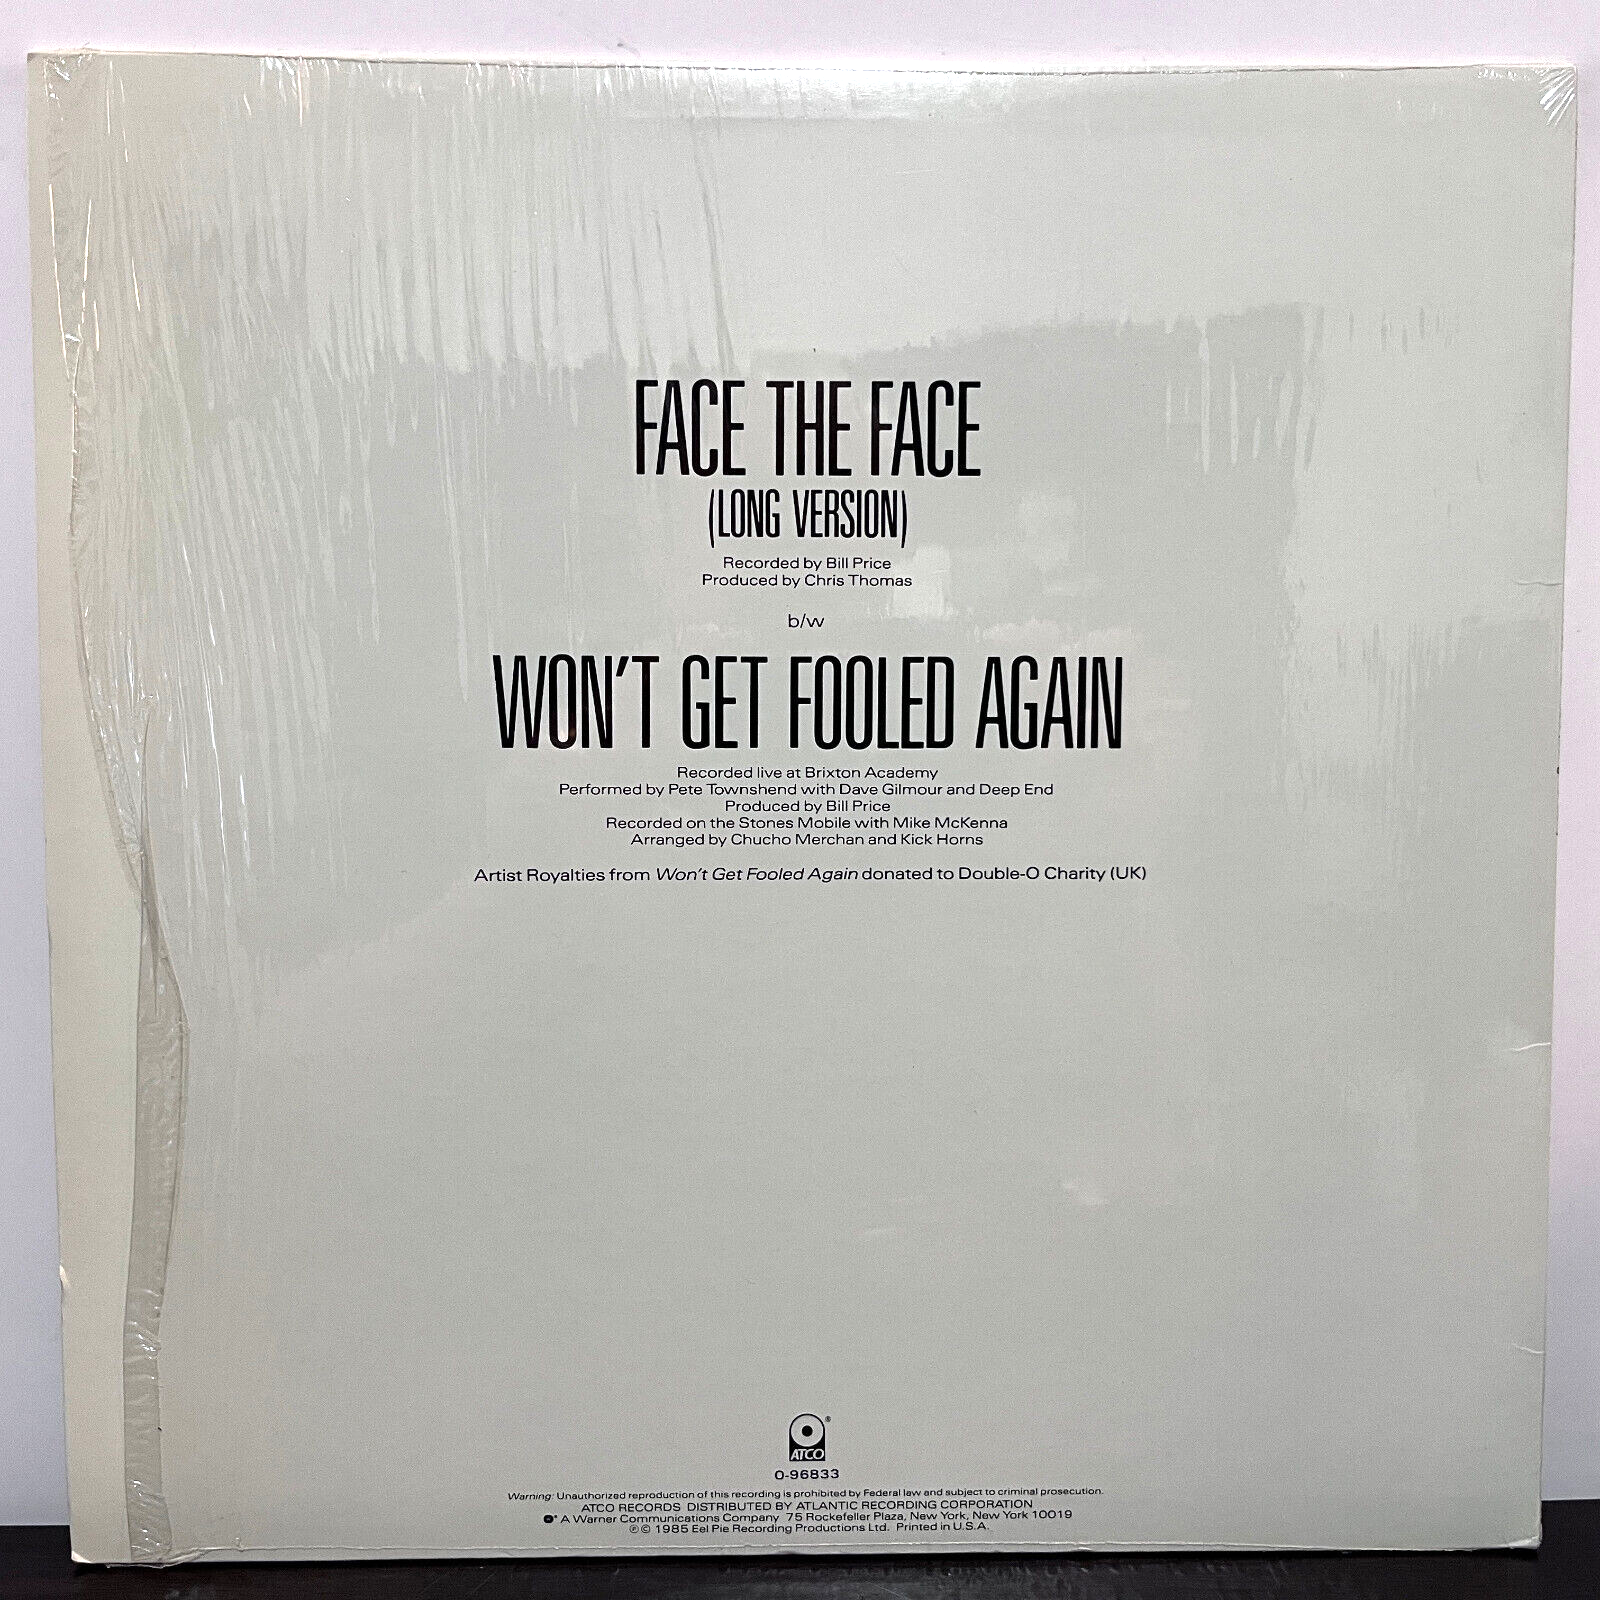 FACE THE FACE
(LONG VERSION)
Recorded by Bill Price
Produced by Chris Thomas
b/w
WON'T GET FOOLED AGAIN
Recorded live at Brixton Academy
Performed by Pete Townshend with Dave Gilmour and Deep End
Produced by Bill Price
Recorded on the Stones Mobile with Mike McKenna
Arranged by Chucho Merchan and Kick Horns
Artist Royalties from Won't Get Fooled Again donated to Double-O Charity (UK)
®
ATCO
0-96833
Warning: Unauthorized reproduction of this recording is prohibited by Federal law and subject to criminal prosecution.
ATCO RECORDS DISTRIBUTED BY ATLANTIC RECORDING CORPORATION
A Warner Communications Company 75 Rockefeller Plaza, New York, New York 10019
℗ © 1985 Eel Pie Recording Productions Ltd. Printed in U.S.A.